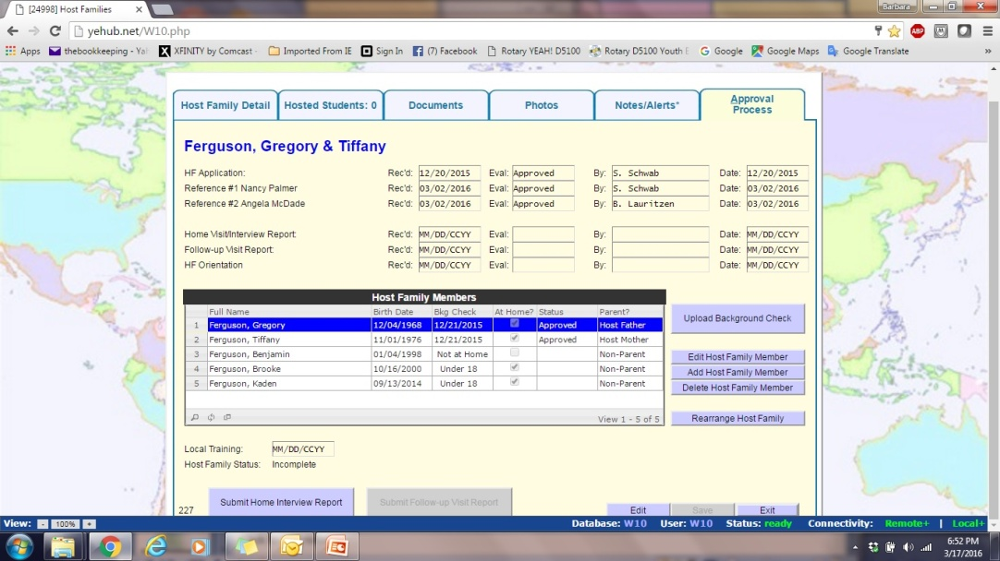 [24998] Host Families
Barbara
yehub.net/W10.php
ABP
Apps thebookkeeping - Ya XFINITY by Comcast - Imported From IE Sign In (7) Facebook Rotary YEAH! D5100 Rotary D5100 Youth E Google Google Maps Google Translate »
Host Family Detail Hosted Students: 0 Documents Photos Notes/Alerts* Approval Process
Ferguson, Gregory & Tiffany
HF Application: Rec'd: 12/20/2015 Eval: Approved By: S. Schwab Date: 12/20/2015
Reference #1 Nancy Palmer Rec'd: 03/02/2016 Eval: Approved By: S. Schwab Date: 03/02/2016
Reference #2 Angela McDade Rec'd: 03/02/2016 Eval: Approved By: B. Lauritzen Date: 03/02/2016
Home Visit/Interview Report: Rec'd: MM/DD/CCYY Eval: By: Date: MM/DD/CCYY
Follow-up Visit Report: Rec'd: MM/DD/CCYY Eval: By: Date: MM/DD/CCYY
HF Orientation Rec'd: MM/DD/CCYY Eval: By: Date: MM/DD/CCYY
Host Family Members
Full Name Birth Date Bkg Check At Home? Status Parent?
1 Ferguson, Gregory 12/04/1968 12/21/2015 Approved Host Father
2 Ferguson, Tiffany 11/01/1976 12/21/2015 Approved Host Mother
3 Ferguson, Benjamin 01/04/1998 Not at Home Non-Parent
4 Ferguson, Brooke 10/16/2000 Under 18 Non-Parent
5 Ferguson, Kaden 09/13/2014 Under 18 Non-Parent
View 1 - 5 of 5
Upload Background Check
Edit Host Family Member
Add Host Family Member
Delete Host Family Member
Rearrange Host Family
Local Training: MM/DD/CCYY
Host Family Status: Incomplete
227 Submit Home Interview Report Submit Follow-up Visit Report Edit Save Exit
View: - 100% + Database: W10 User: W10 Status: ready Connectivity: Remote+ | Local+
6:52 PM
3/17/2016